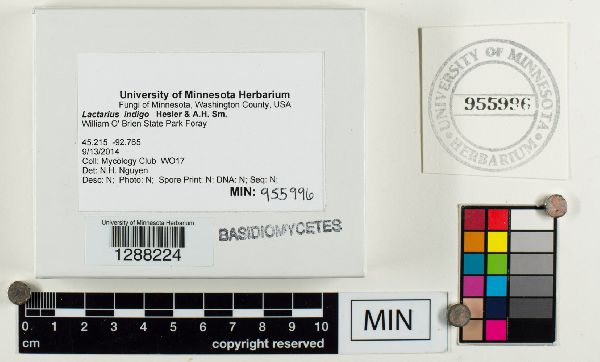 University of Minnesota Herbarium
Fungi of Minnesota, Washington County, USA
Lactarius indigo Hesler & A.H. Sm.
William O' Brien State Park Foray
45.215 -92.765
9/13/2014
Coll: Mycology Club WO17
Det: N.H. Nguyen
Desc: N; Photo: N; Spore Print: N; DNA: N; Seq: N;
MIN: 955996
University of Minnesota Herbarium
1288224
BASIDIOMYCETES
UNIVERSITY OF MINNESOTA
955996
HERBARIUM
0 1 2 3 4 5 6 7 8 9 10
cm copyright reserved
MIN